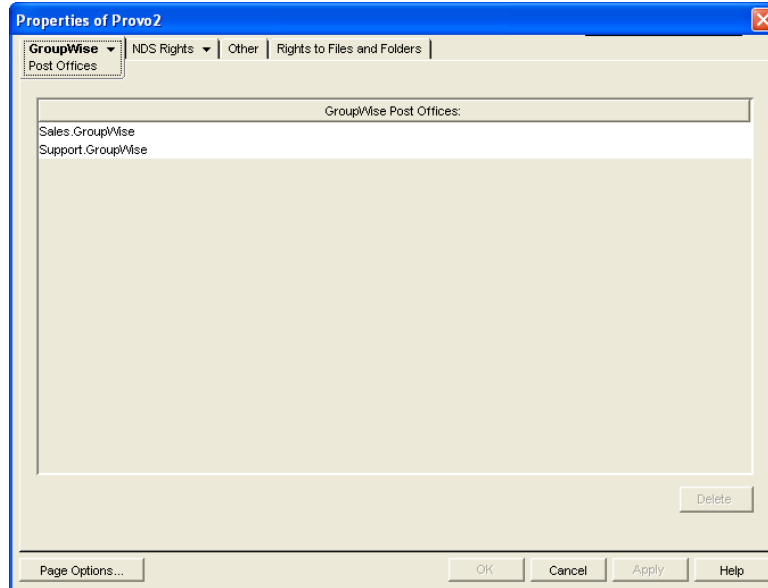 Properties of Provo2
GroupWise NDS Rights Other Rights to Files and Folders
Post Offices
GroupWise Post Offices:
Sales.GroupWise
Support.GroupWise
Delete
Page Options... OK Cancel Apply Help